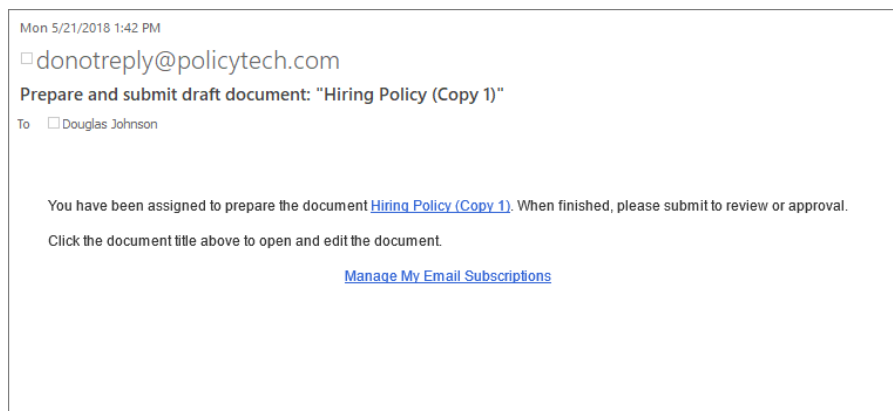 Mon 5/21/2018 1:42 PM
donotreply@policytech.com
Prepare and submit draft document: "Hiring Policy (Copy 1)"
To Douglas Johnson
You have been assigned to prepare the document Hiring Policy (Copy 1). When finished, please submit to review or approval.
Click the document title above to open and edit the document.
Manage My Email Subscriptions